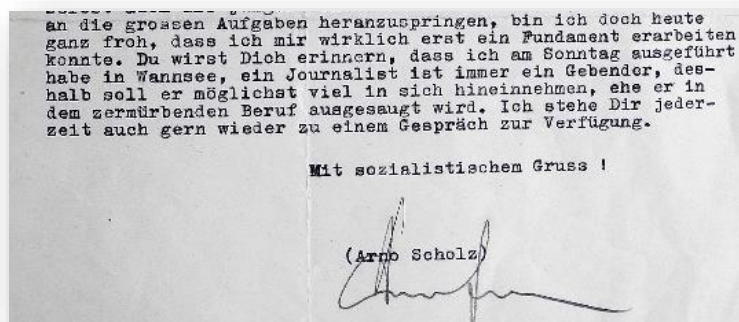 an die grossen Aufgaben heranzuspringen, bin ich doch heute
ganz froh, dass ich mir wirklich erst ein Fundament erarbeiten
konnte. Du wirst Dich erinnern, dass ich am Sonntag ausgeführt
habe in Wannsee, ein Journalist ist immer ein Gebender, des-
halb soll er möglichst viel in sich hineinnehmen, ehe er in
dem zermürbenden Beruf ausgesaugt wird. Ich stehe Dir jeder-
zeit auch gern wieder zu einem Gespräch zur Verfügung.
Mit sozialistischem Gruss !
(Arno Scholz)